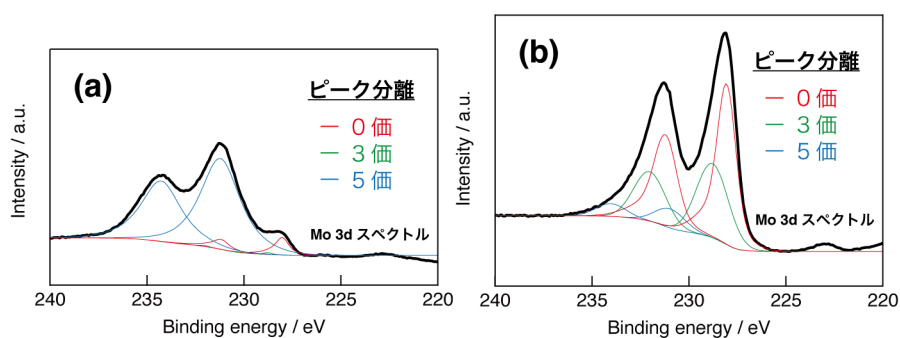 (a)
ピーク分離
0 価
3 価
5 価
Mo 3d スペクトル
Intensity / a.u.
240 235 230 225 220
Binding energy / eV
(b)
ピーク分離
0 価
3 価
5 価
Mo 3d スペクトル
Intensity / a.u.
240 235 230 225 220
Binding energy / eV